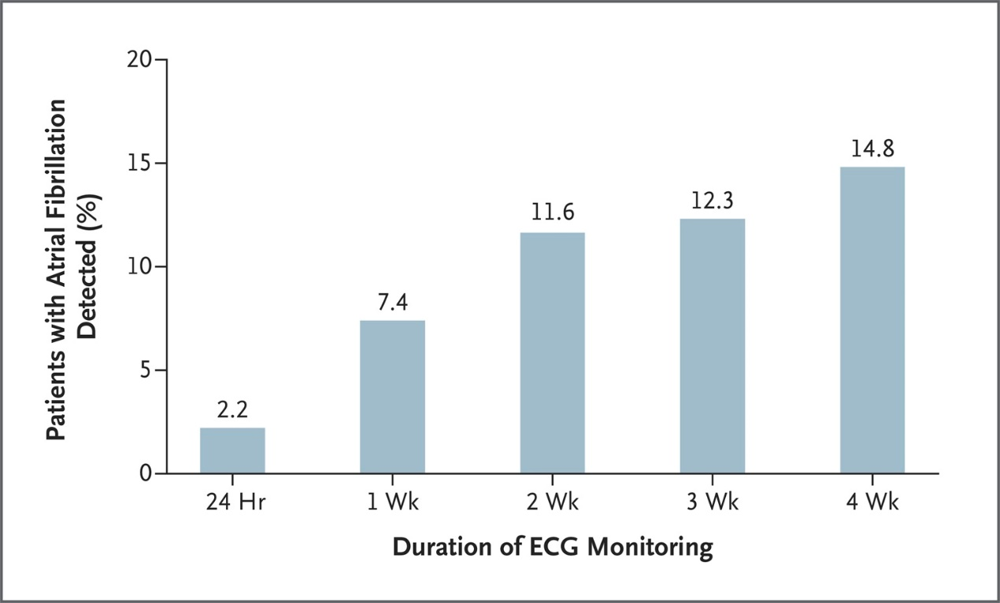 Patients with Atrial Fibrillation
Detected (%)
20
15
10
5
0
2.2
7.4
11.6
12.3
14.8
24 Hr
1 Wk
2 Wk
3 Wk
4 Wk
Duration of ECG Monitoring